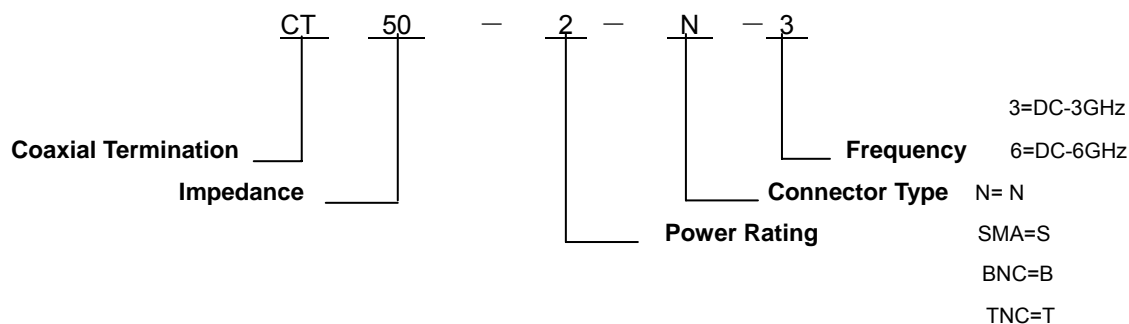 CT 50 — 2 — N — 3
3=DC-3GHz
Coaxial Termination Frequency 6=DC-6GHz
Impedance Connector Type N= N
Power Rating SMA=S
BNC=B
TNC=T